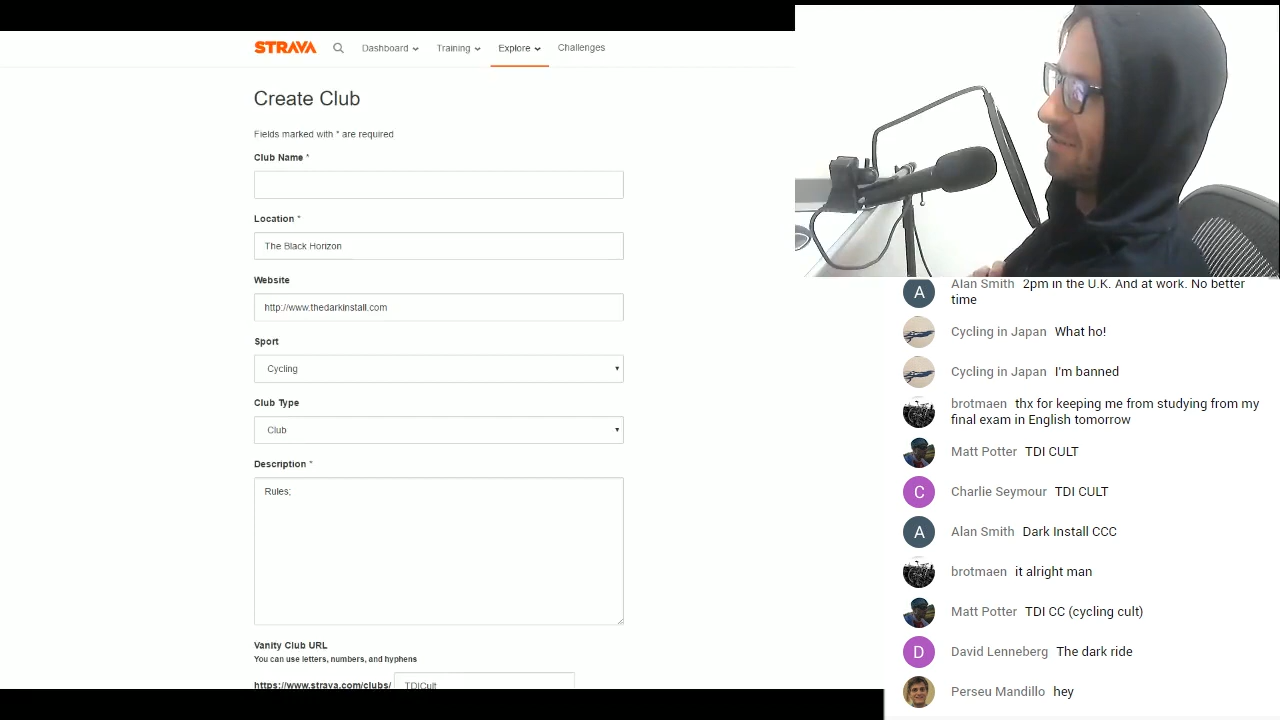 STRAVA
Dashboard
Training
Explore
Challenges
Create Club
Fields marked with * are required
Club Name *
Location *
The Black Horizon
Website
http://www.thedarkinstall.com
Sport
Cycling
Club Type
Club
Description *
Rules;
Vanity Club URL
You can use letters, numbers, and hyphens
https://www.strava.com/clubs/ TDICult
A
Alan Smith 2pm in the U.K. And at work. No better
time
Cycling in Japan What ho!
Cycling in Japan I'm banned
brotmaen thx for keeping me from studying from my
final exam in English tomorrow
Matt Potter TDI CULT
C
Charlie Seymour TDI CULT
A
Alan Smith Dark Install CCC
brotmaen it alright man
Matt Potter TDI CC (cycling cult)
D
David Lenneberg The dark ride
Perseu Mandillo hey